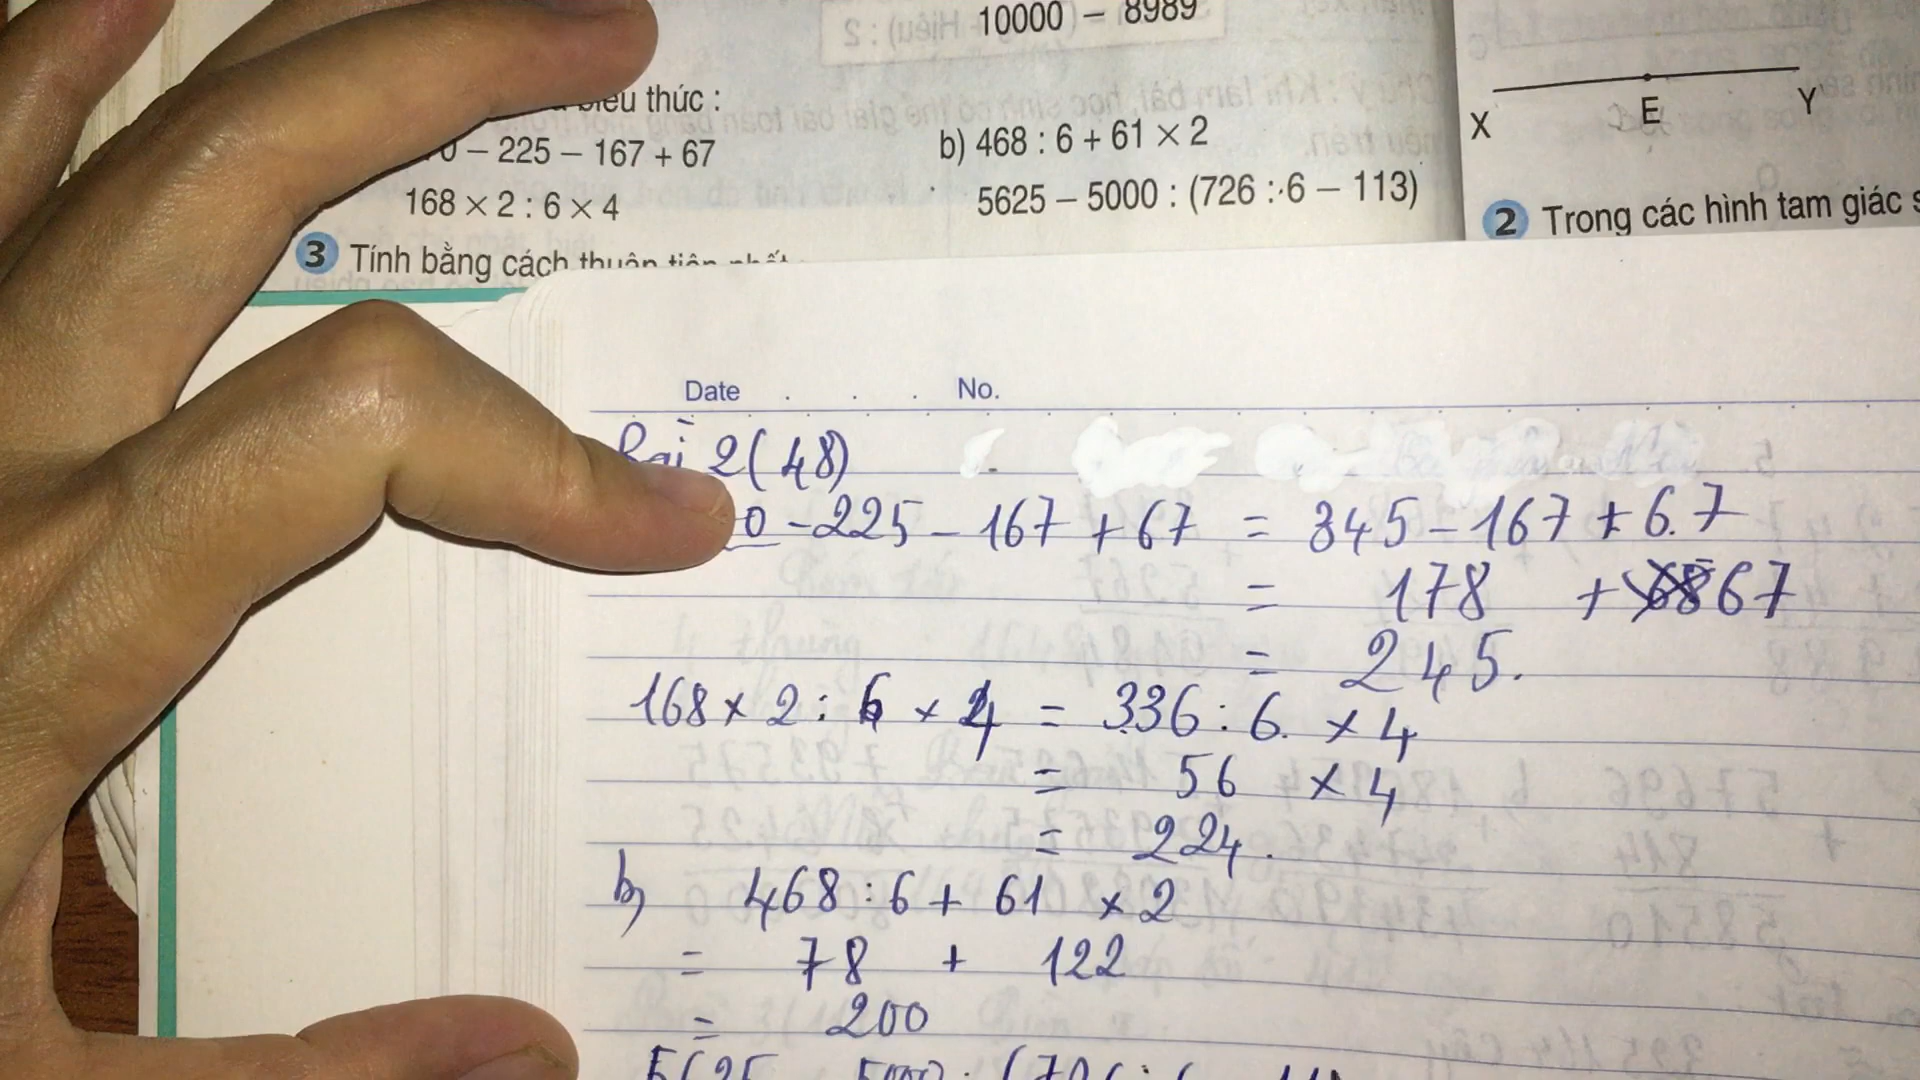 10000 – 8989
biểu thức :
0 – 225 – 167 + 67
168 × 2 : 6 × 4
b) 468 : 6 + 61 × 2
5625 – 5000 : (726 : 6 – 113)
3 Tính bằng cách thuận tiện nhất
X E Y
2 Trong các hình tam giác s
Date No.
Bài 2 (48)
0 - 225 - 167 + 67 = 345 - 167 + 67
= 178 + 67
= 245.
168 × 2 : 6 × 4 = 336 : 6 × 4
= 56 × 4
= 224.
b) 468 : 6 + 61 × 2
= 78 + 122
= 200